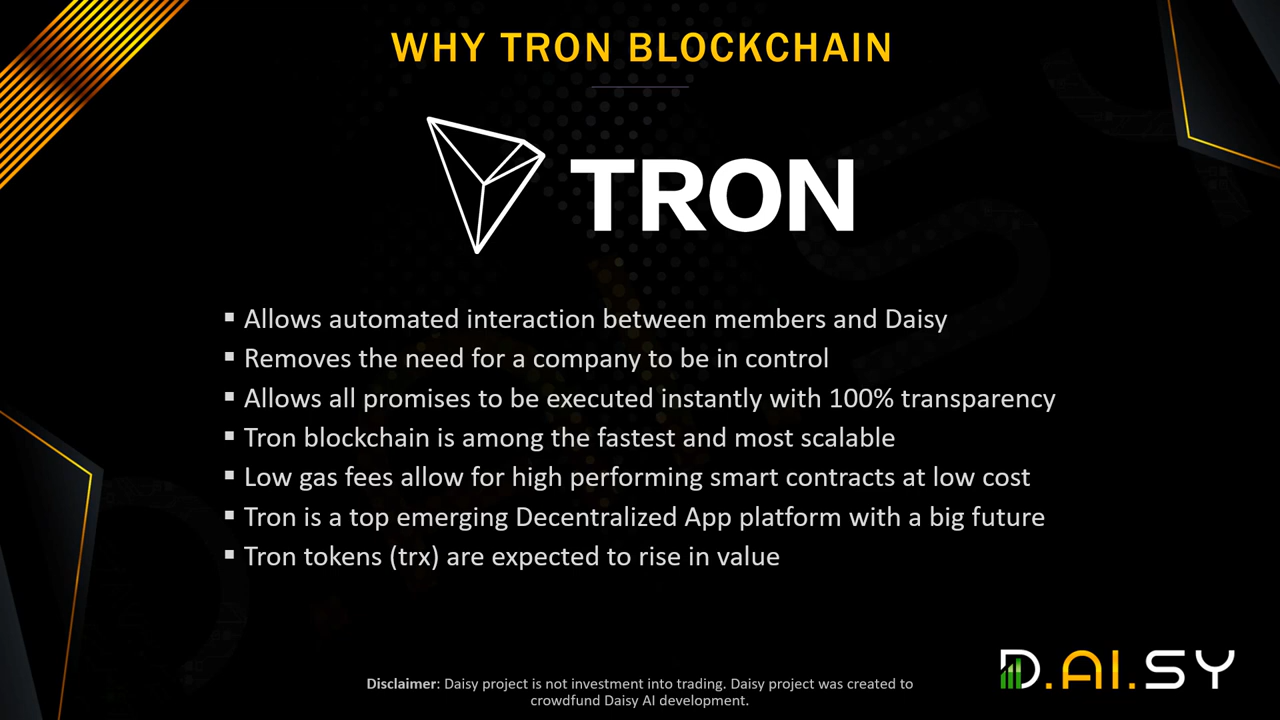 WHY TRON BLOCKCHAIN
TRON
▪ Allows automated interaction between members and Daisy
▪ Removes the need for a company to be in control
▪ Allows all promises to be executed instantly with 100% transparency
▪ Tron blockchain is among the fastest and most scalable
▪ Low gas fees allow for high performing smart contracts at low cost
▪ Tron is a top emerging Decentralized App platform with a big future
▪ Tron tokens (trx) are expected to rise in value
D.AI.SY
Disclaimer: Daisy project is not investment into trading. Daisy project was created to
crowdfund Daisy AI development.